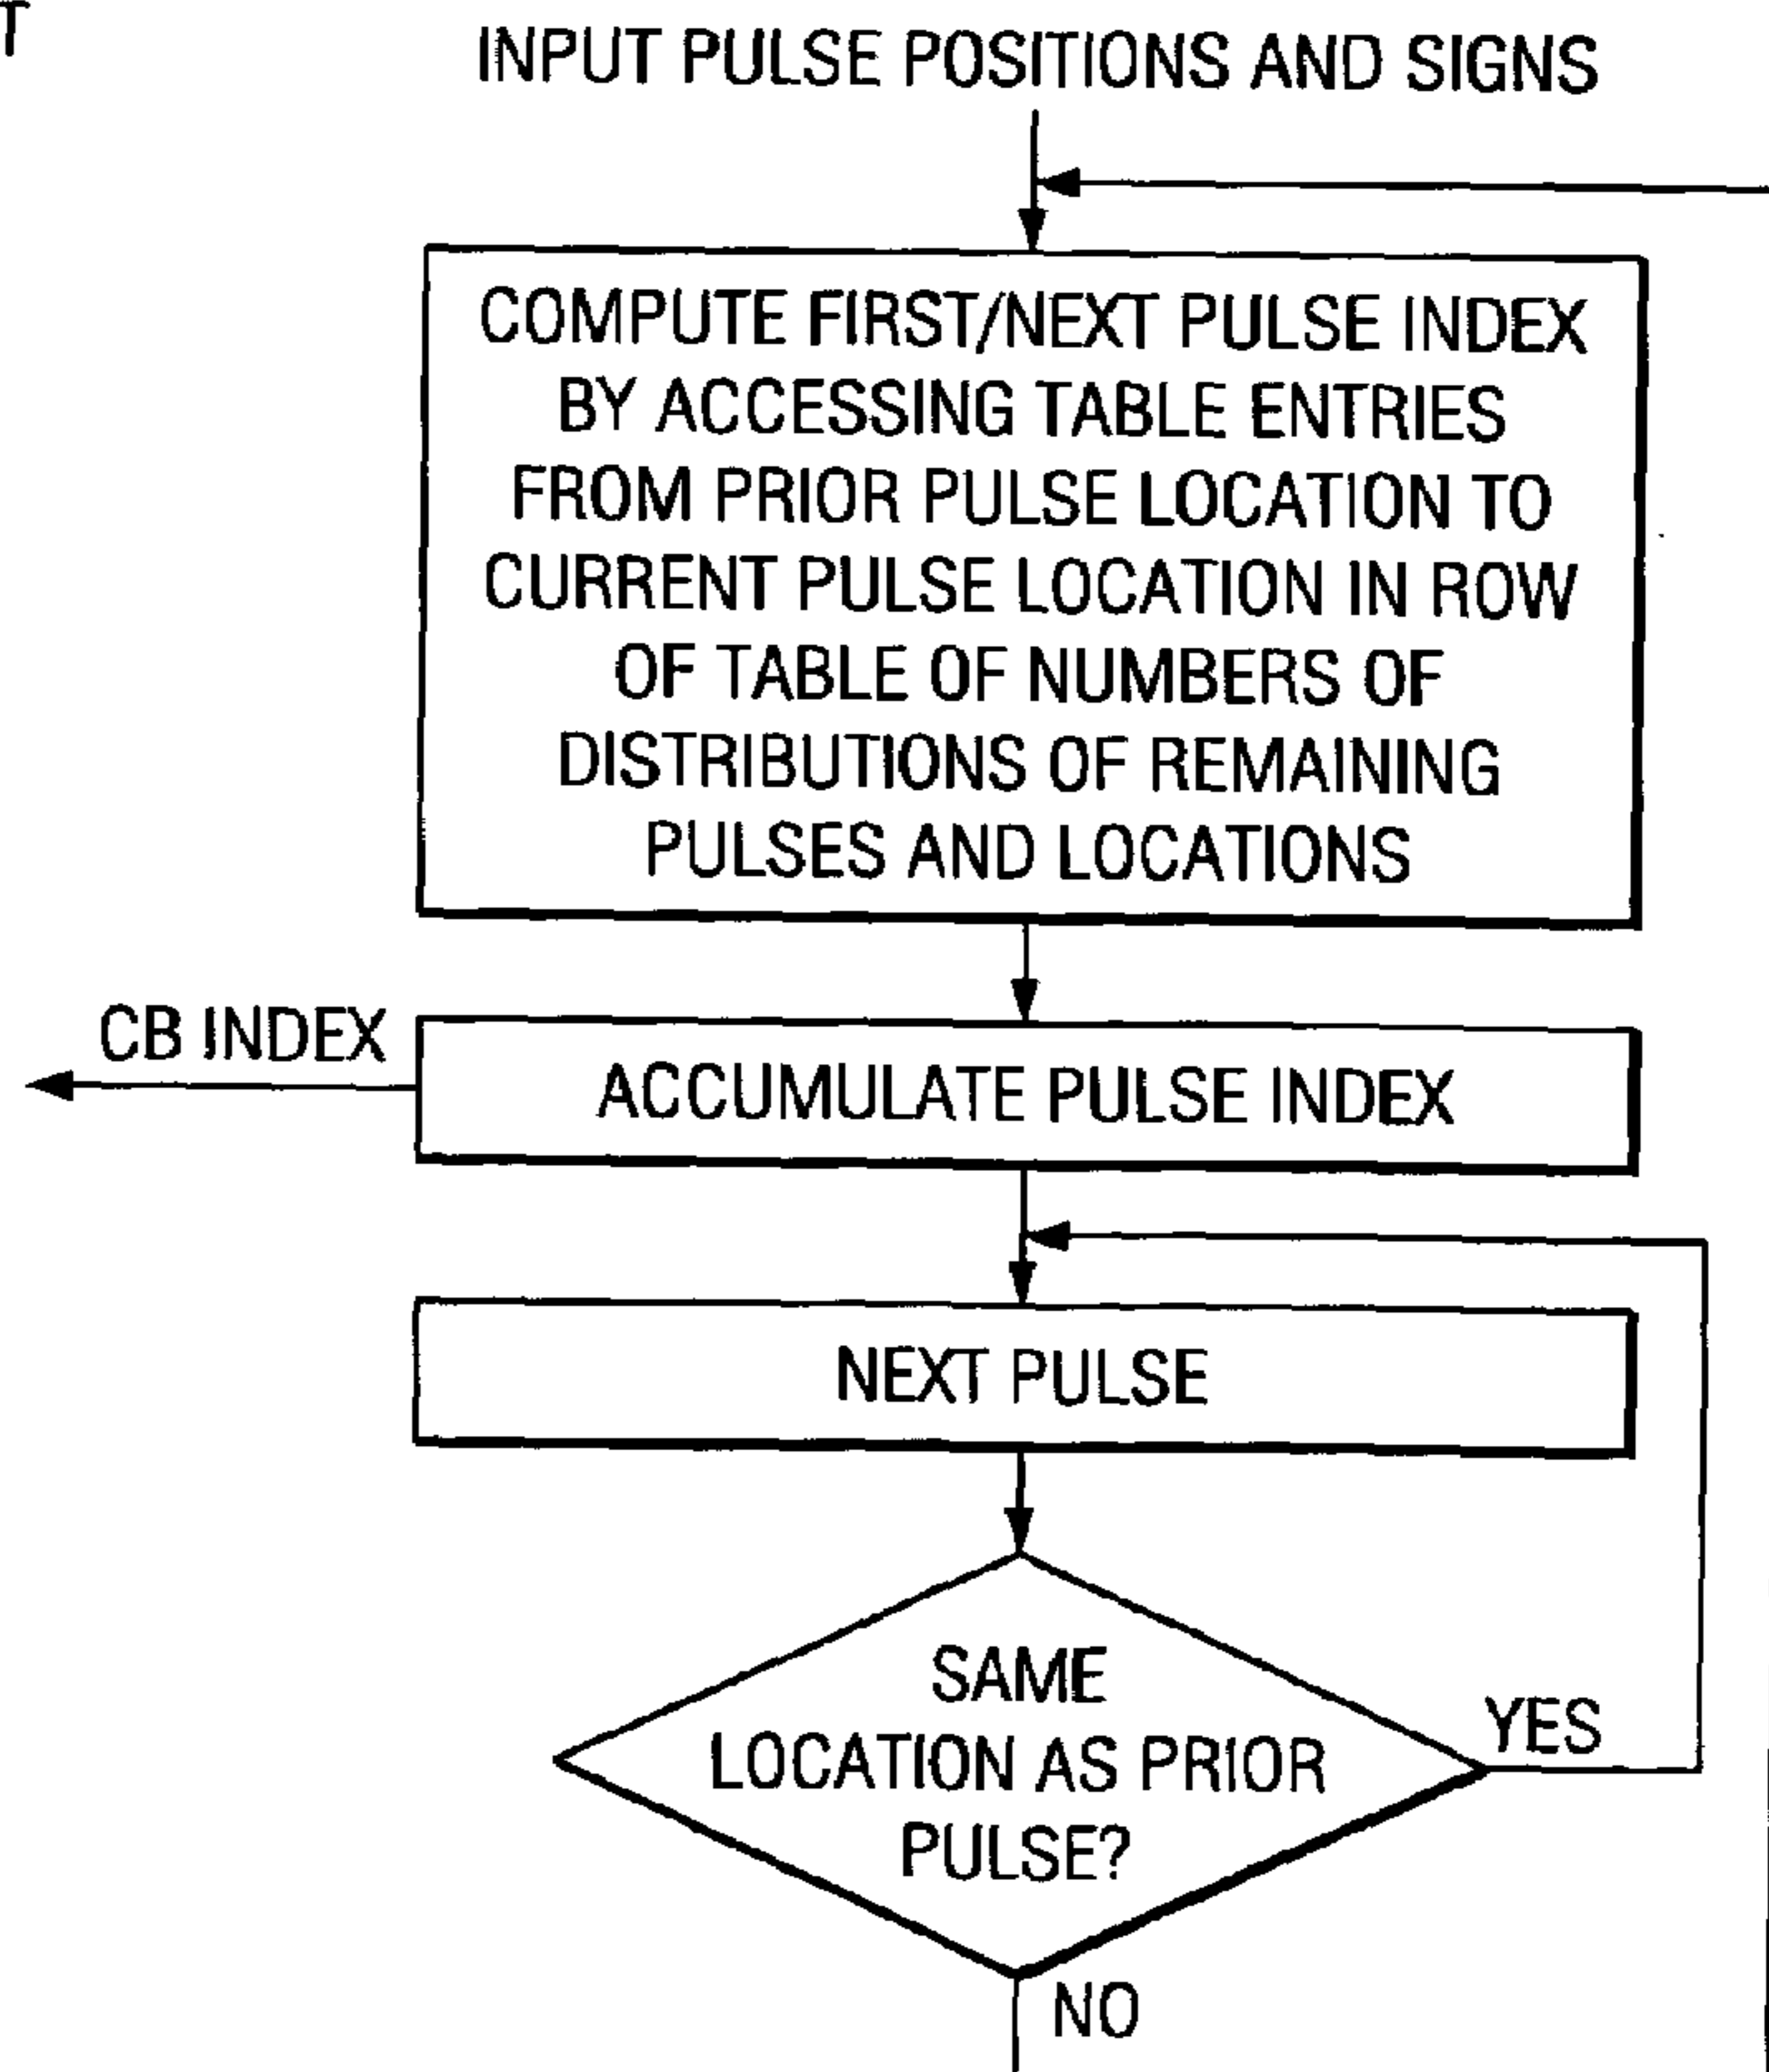 T
INPUT PULSE POSITIONS AND SIGNS
COMPUTE FIRST/NEXT PULSE INDEX
BY ACCESSING TABLE ENTRIES
FROM PRIOR PULSE LOCATION TO
CURRENT PULSE LOCATION IN ROW
OF TABLE OF NUMBERS OF
DISTRIBUTIONS OF REMAINING
PULSES AND LOCATIONS
CB INDEX
ACCUMULATE PULSE INDEX
NEXT PULSE
SAME
LOCATION AS PRIOR
PULSE?
YES
NO